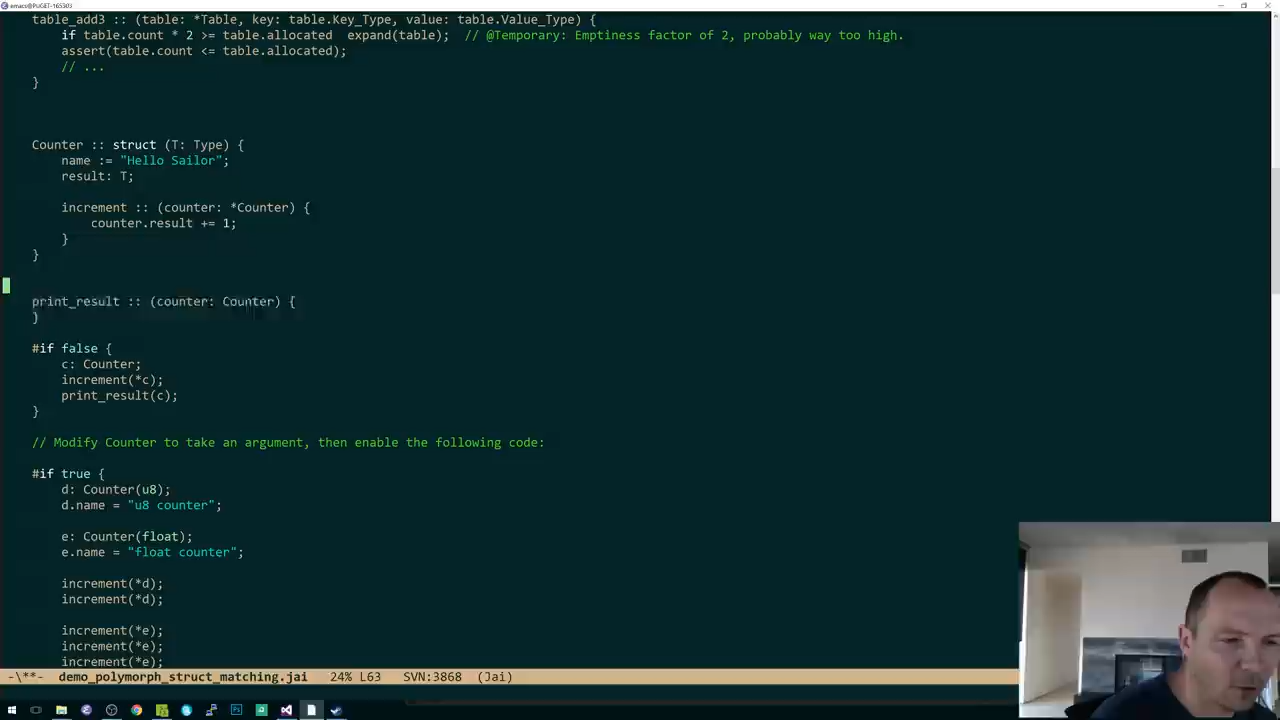 emacs@PUGET-165303
table_add3 :: (table: *Table, key: table.Key_Type, value: table.Value_Type) {
if table.count * 2 >= table.allocated  expand(table);  // @Temporary: Emptiness factor of 2, probably way too high.
assert(table.count <= table.allocated);
// ...
}
Counter :: struct (T: Type) {
name := "Hello Sailor";
result: T;
increment :: (counter: *Counter) {
counter.result += 1;
}
}
print_result :: (counter: Counter) {
}
#if false {
c: Counter;
increment(*c);
print_result(c);
}
// Modify Counter to take an argument, then enable the following code:
#if true {
d: Counter(u8);
d.name = "u8 counter";
e: Counter(float);
e.name = "float counter";
increment(*d);
increment(*d);
increment(*e);
increment(*e);
increment(*e);
-\**-  demo_polymorph_struct_matching.jai   24% L63   SVN:3868  (Jai)